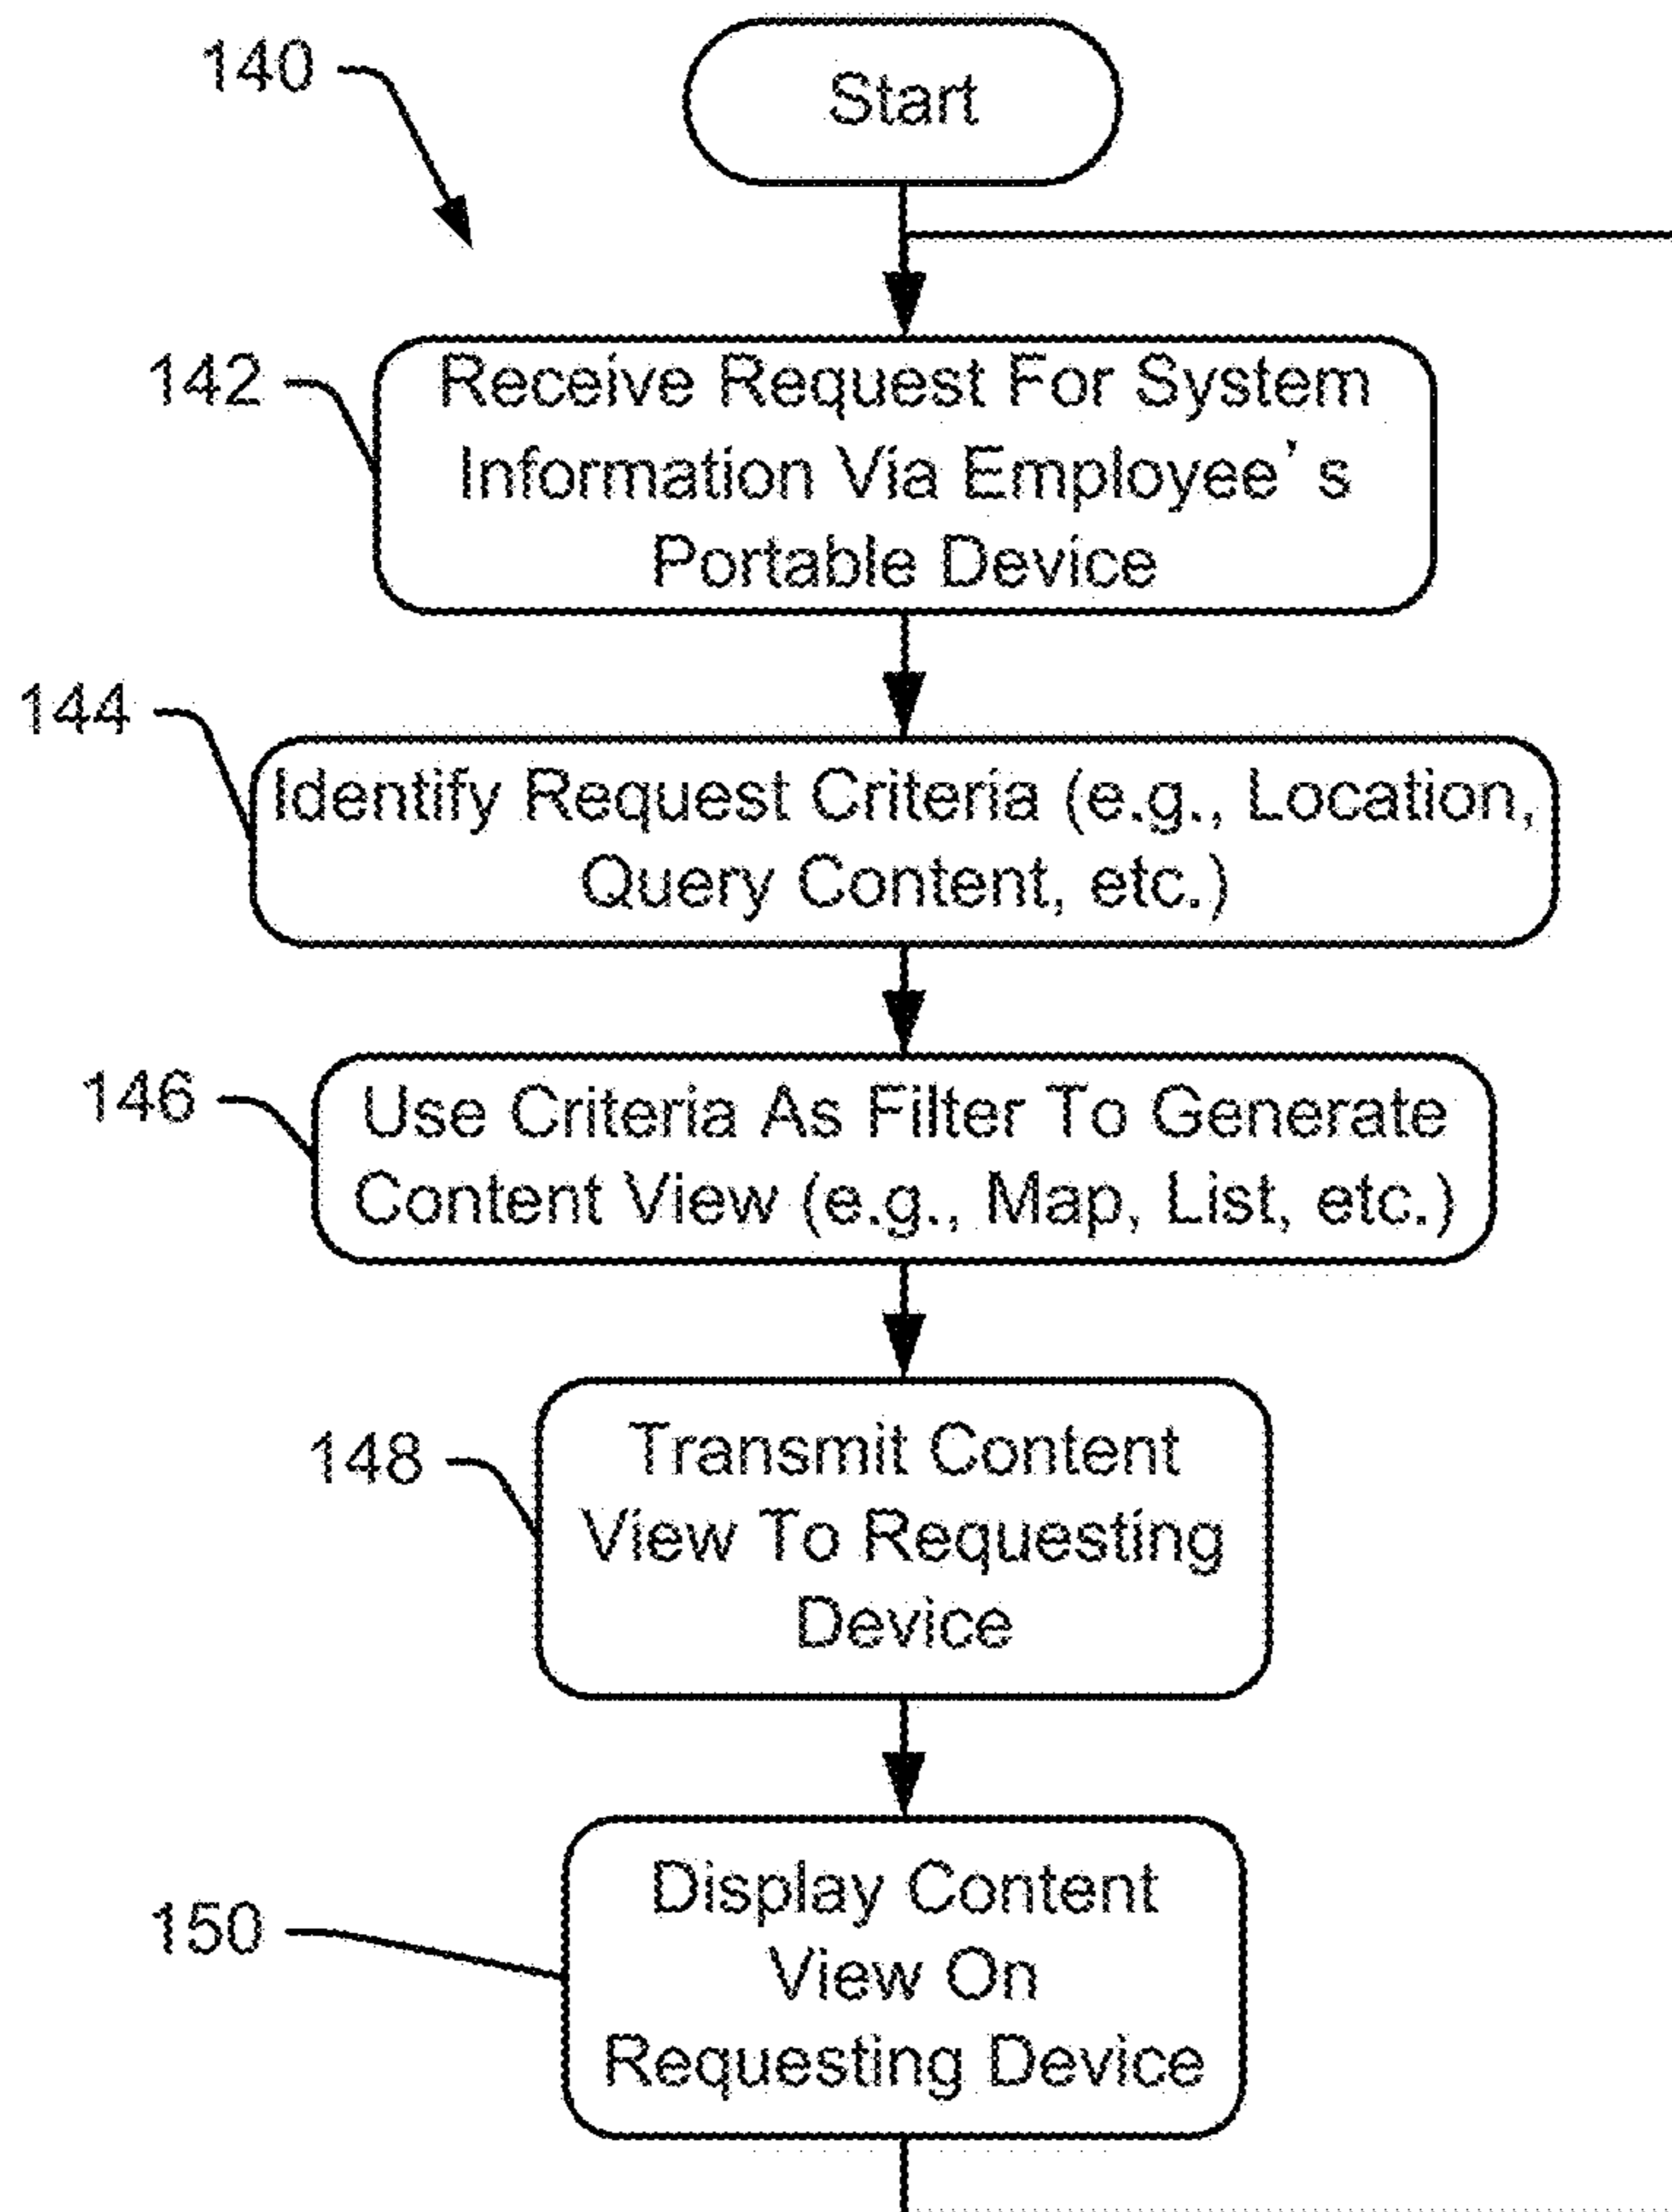 140
Start
142
Receive Request For System
Information Via Employee's
Portable Device
144
Identify Request Criteria (e.g., Location,
Query Content, etc.)
146
Use Criteria As Filter To Generate
Content View (e.g., Map, List, etc.)
148
Transmit Content
View To Requesting
Device
150
Display Content
View On
Requesting Device